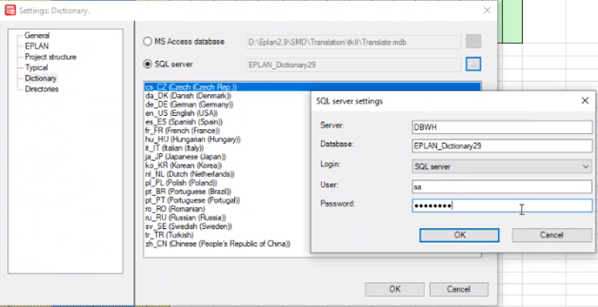 Settings: Dictionary.
General
EPLAN
Project structure
Typical
Dictionary
Directories
MS Access database
D:\Eplan2.9\SMD\Translation\tkII\Translate.mdb
SQL server
EPLAN_Dictionary29
...
cs_CZ (Czech (Czech Rep.))
da_DK (Danish (Denmark))
de_DE (German (Germany))
en_US (English (USA))
es_ES (Spanish (Spain))
fr_FR (French (France))
hu_HU (Hungarian (Hungary))
it_IT (Italian (Italy))
ja_JP (Japanese (Japan))
ko_KR (Korean (Korea))
nl_NL (Dutch (Netherlands))
pl_PL (Polish (Poland))
pt_BR (Portuguese (Brazil))
pt_PT (Portuguese (Portugal))
ro_RO (Romanian)
ru_RU (Russian (Russia))
sv_SE (Swedish (Sweden))
tr_TR (Turkish)
zh_CN (Chinese (People's Republic of China))
OK
Cancel
SQL server settings
Server:
DBWH
Database:
EPLAN_Dictionary29
Login:
SQL server
User:
sa
Password:
●●●●●●●●
OK
Cancel